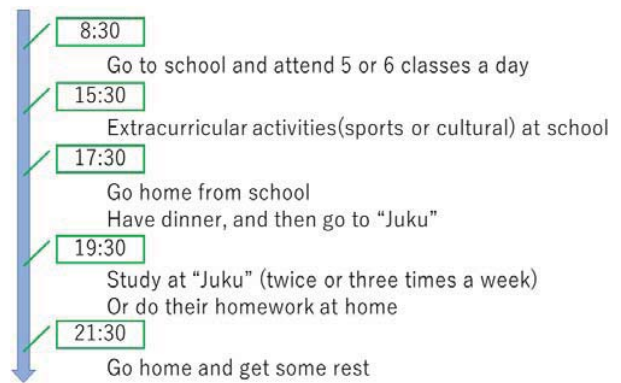 8:30
Go to school and attend 5 or 6 classes a day
15:30
Extracurricular activities(sports or cultural) at school
17:30
Go home from school
Have dinner, and then go to “Juku”
19:30
Study at “Juku” (twice or three times a week)
Or do their homework at home
21:30
Go home and get some rest